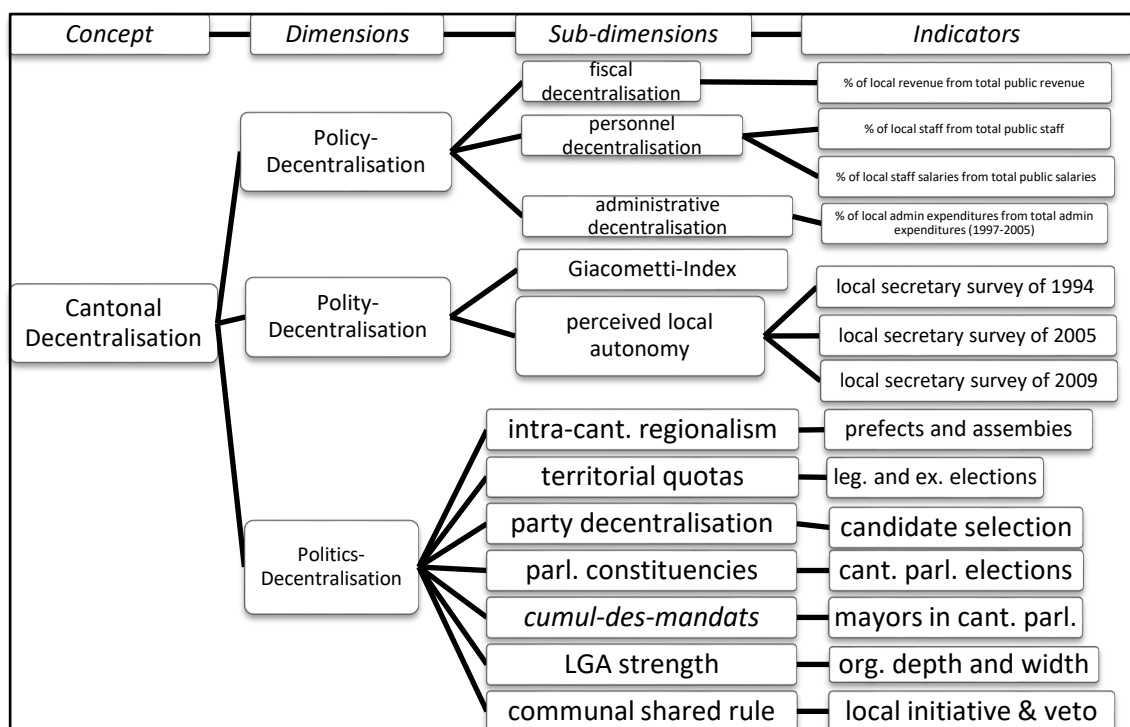 Concept
Dimensions
Sub-dimensions
Indicators
Cantonal
Decentralisation
Policy-
Decentralisation
fiscal
decentralisation
% of local revenue from total public revenue
personnel
decentralisation
% of local staff from total public staff
% of local staff salaries from total public salaries
administrative
decentralisation
% of local admin expenditures from total admin
expenditures (1997-2005)
Polity-
Decentralisation
Giacometti-Index
perceived local
autonomy
local secretary survey of 1994
local secretary survey of 2005
local secretary survey of 2009
Politics-
Decentralisation
intra-cant. regionalism
prefects and assembies
territorial quotas
leg. and ex. elections
party decentralisation
candidate selection
parl. constituencies
cant. parl. elections
cumul-des-mandats
mayors in cant. parl.
LGA strength
org. depth and width
communal shared rule
local initiative & veto